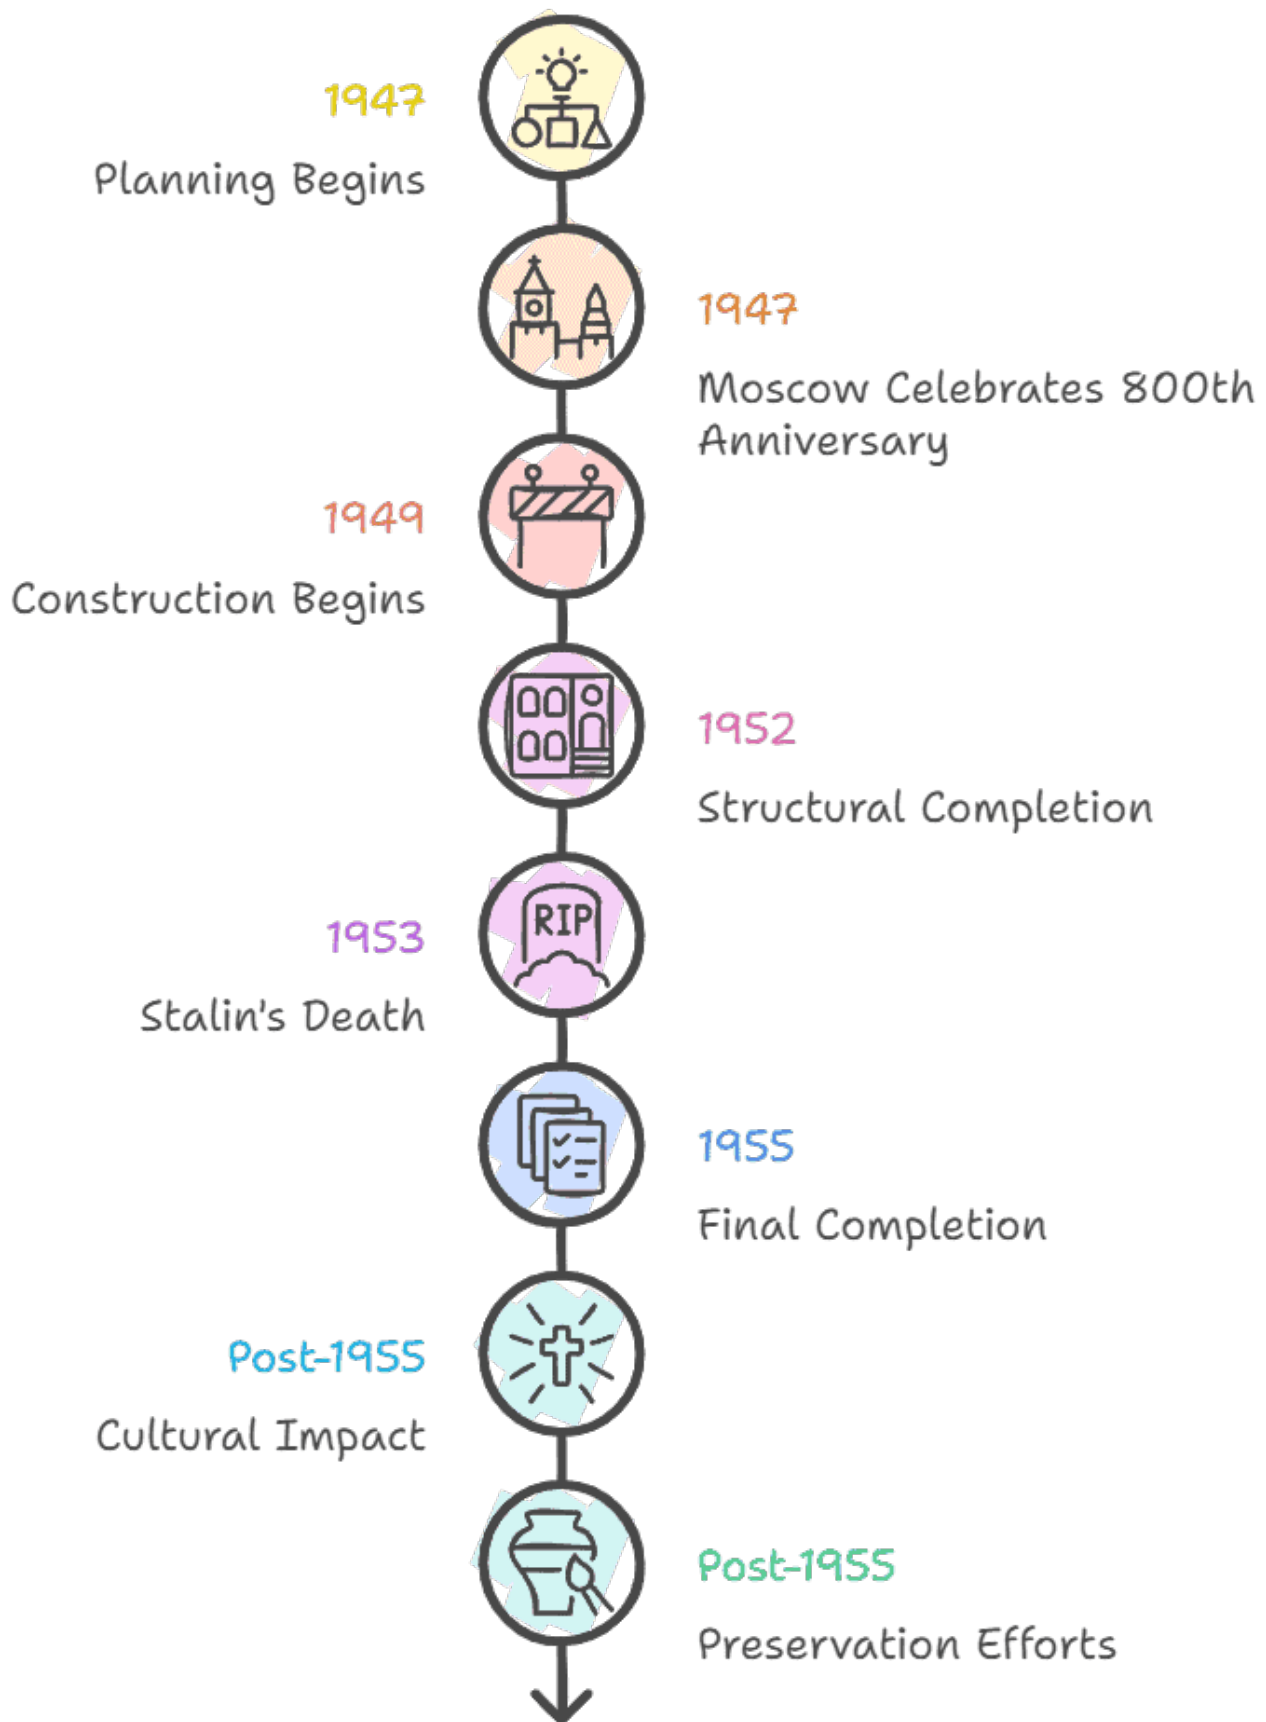 1947
Planning Begins
1947
Moscow Celebrates 800th
Anniversary
1949
Construction Begins
1952
Structural Completion
RIP
1953
Stalin's Death
1955
Final Completion
Post-1955
Cultural Impact
Post-1955
Preservation Efforts